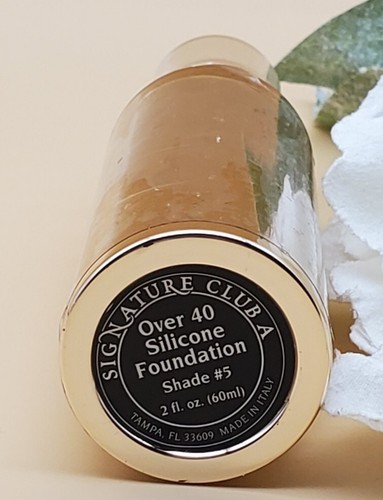 SIGNATURE CLUB A
Over 40
Silicone
Foundation
Shade #5
2 fl. oz. (60ml)
TAMPA, FL 33609 MADE IN ITALY